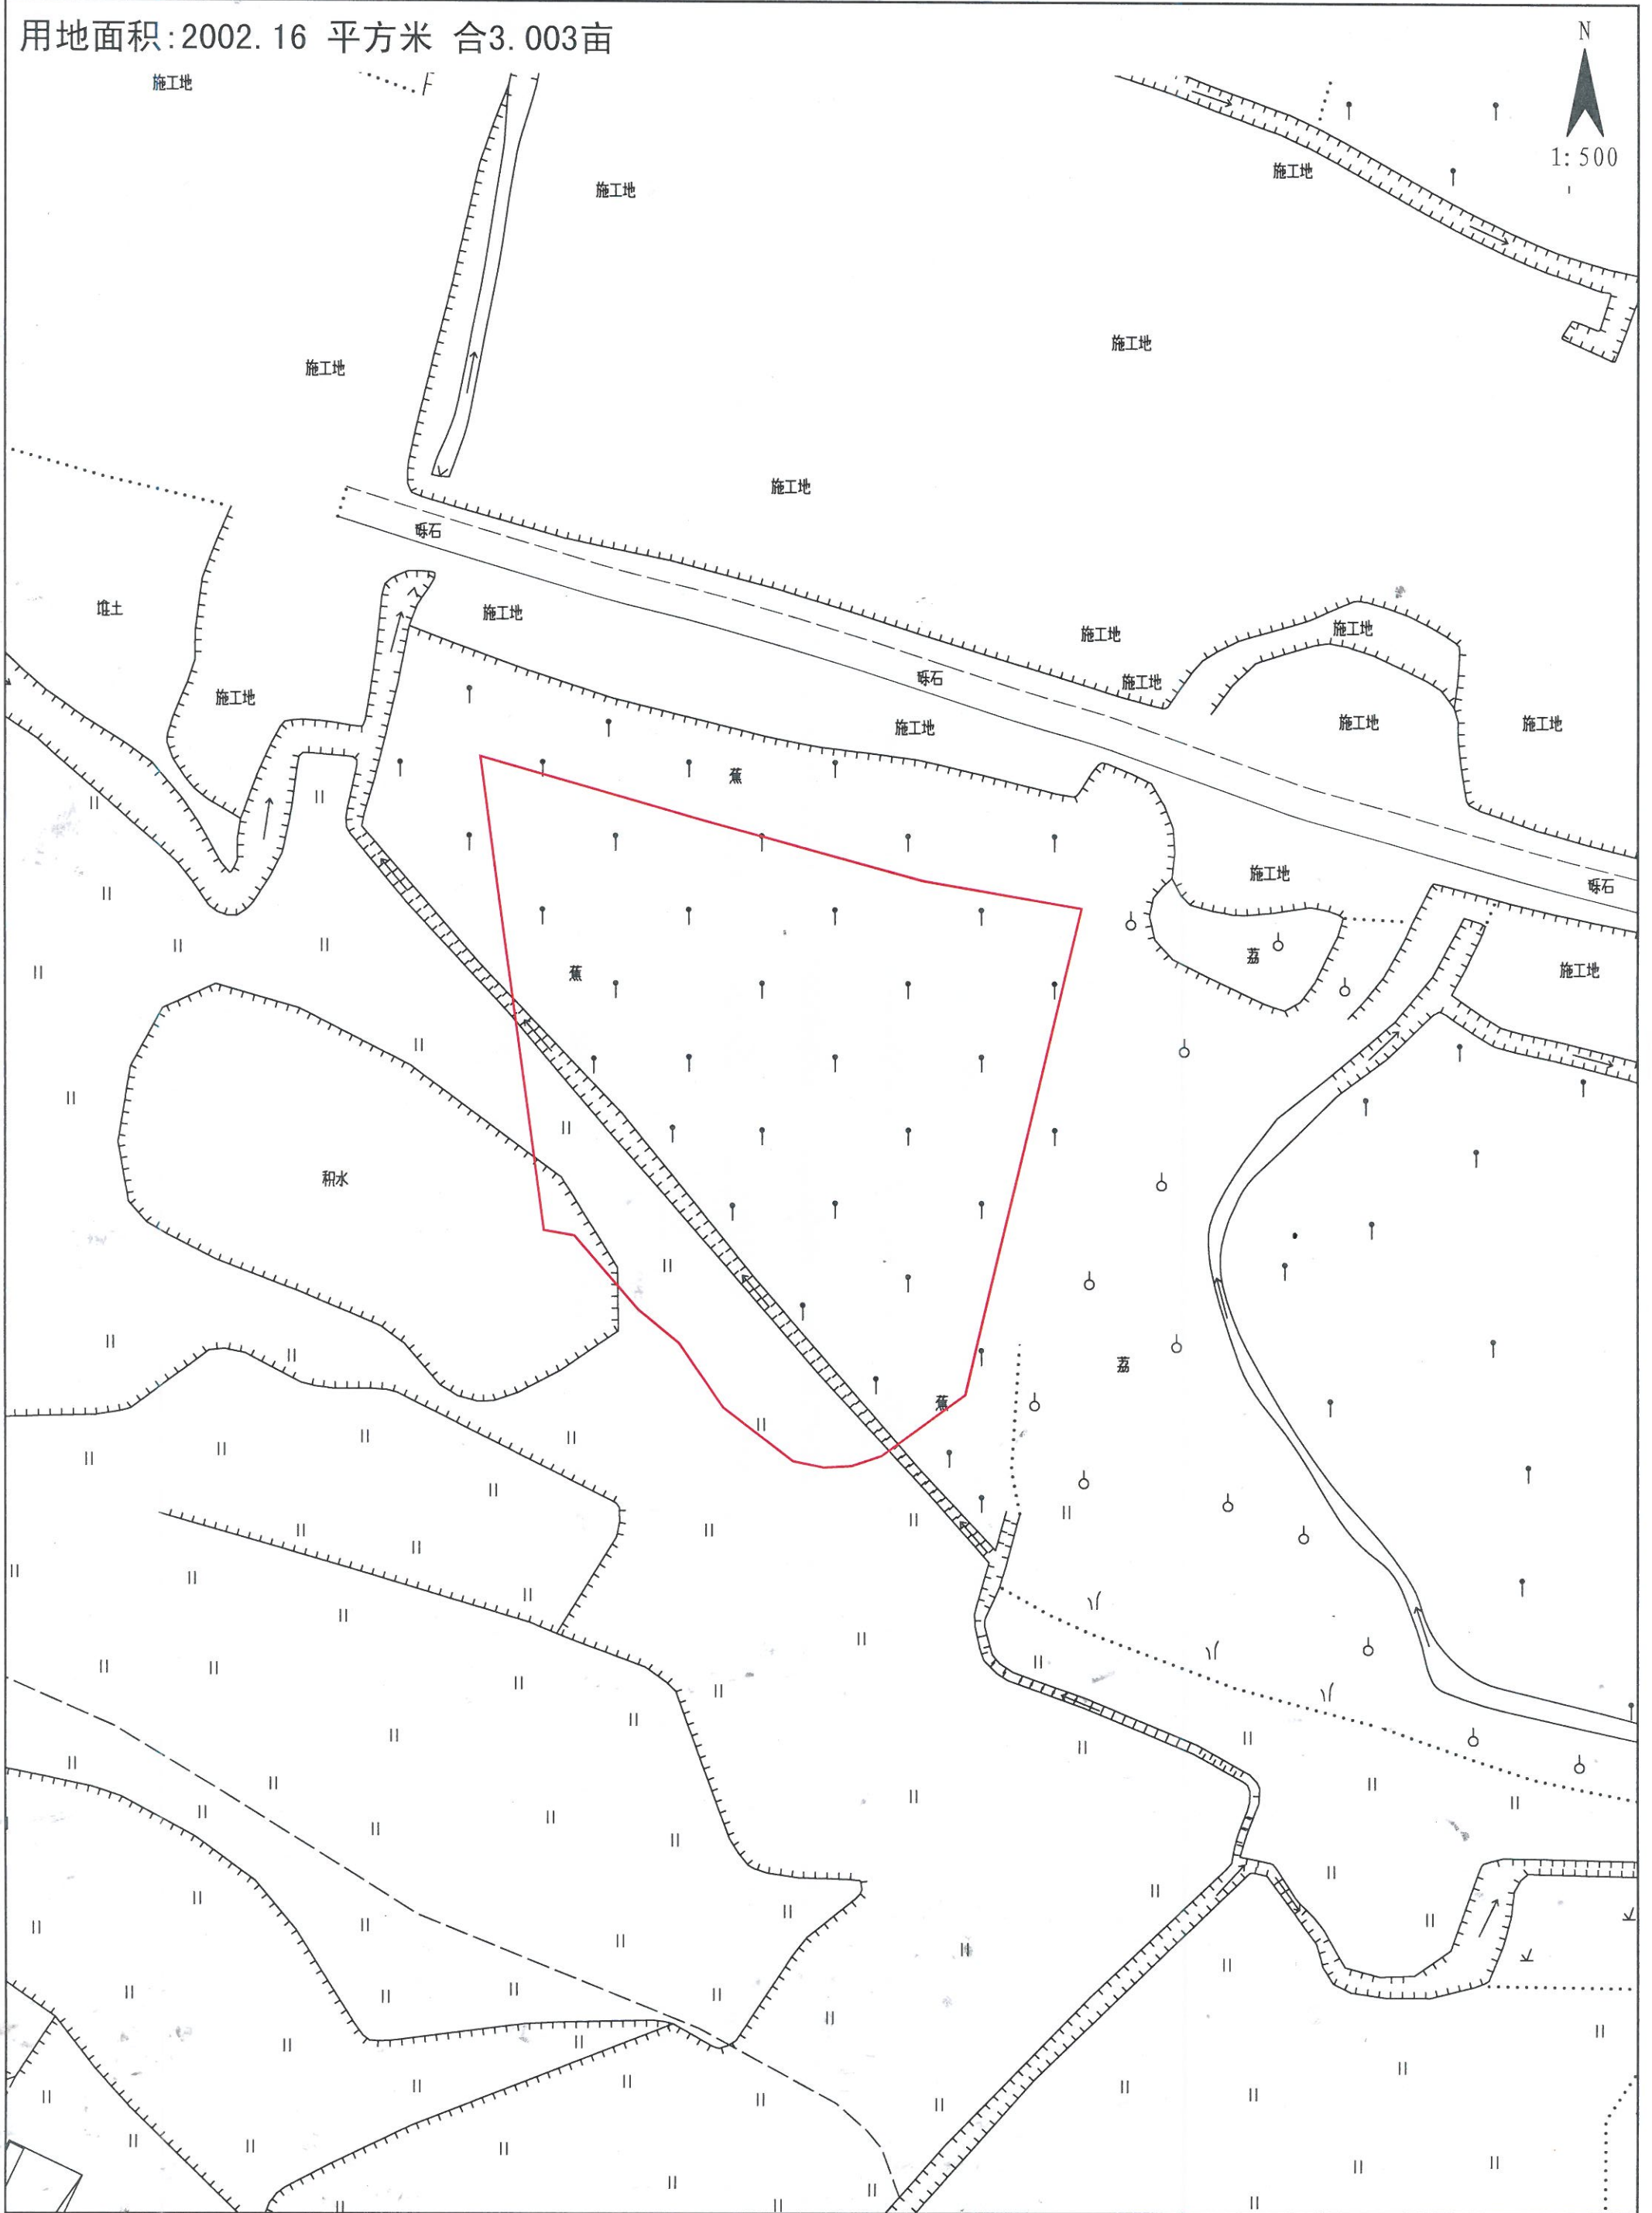 用地面积:2002.16 平方米 合3.003亩
N
1:500
施工地
施工地
施工地
施工地
施工地
施工地
砾石
堆土
施工地
施工地
施工地
砾石
施工地
施工地
施工地
施工地
施工地
蕉
施工地
砾石
荔
蕉
施工地
积水
荔
蕉